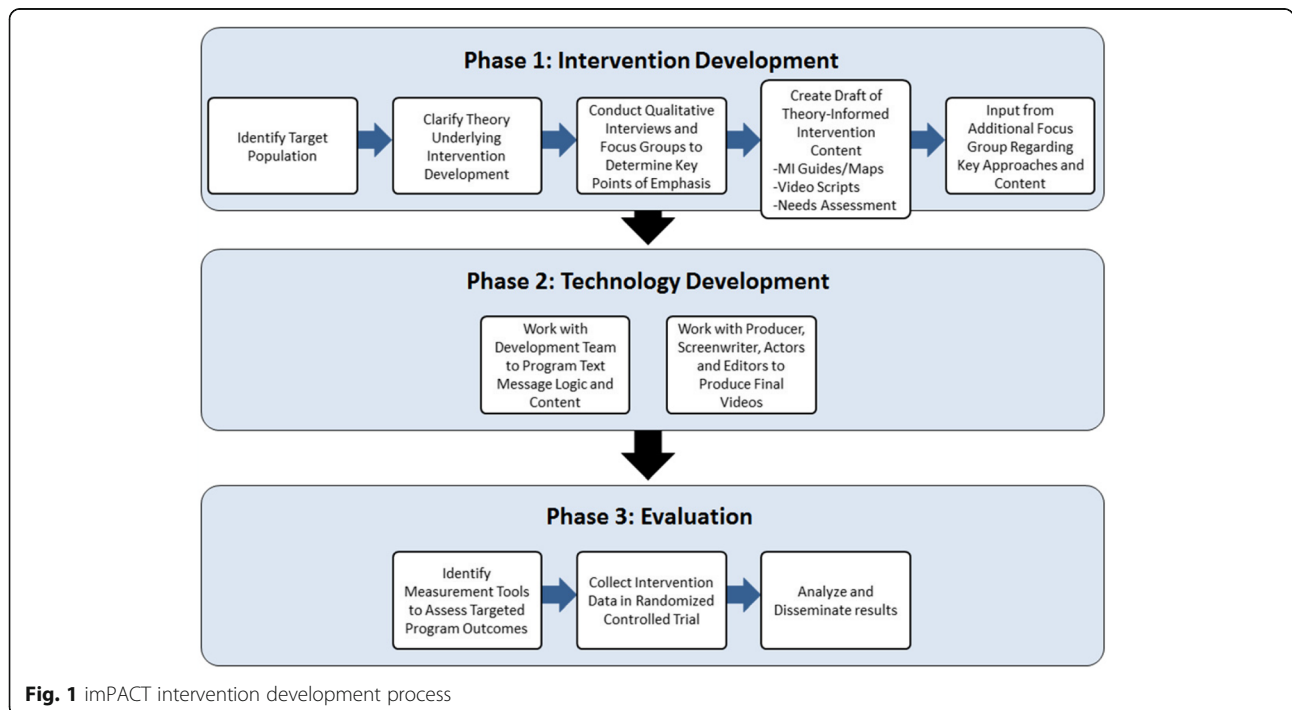 Phase 1: Intervention Development
Identify Target
Population
Clarify Theory
Underlying
Intervention
Development
Conduct Qualitative
Interviews and
Focus Groups to
Determine Key
Points of Emphasis
Create Draft of
Theory-Informed
Intervention
Content
-MI Guides/Maps
-Video Scripts
-Needs Assessment
Input from
Additional Focus
Group Regarding
Key Approaches and
Content
Phase 2: Technology Development
Work with
Development Team
to Program Text
Message Logic and
Content
Work with Producer,
Screenwriter, Actors
and Editors to
Produce Final
Videos
Phase 3: Evaluation
Identify
Measurement Tools
to Assess Targeted
Program Outcomes
Collect Intervention
Data in Randomized
Controlled Trial
Analyze and
Disseminate results
Fig. 1 imPACT intervention development process